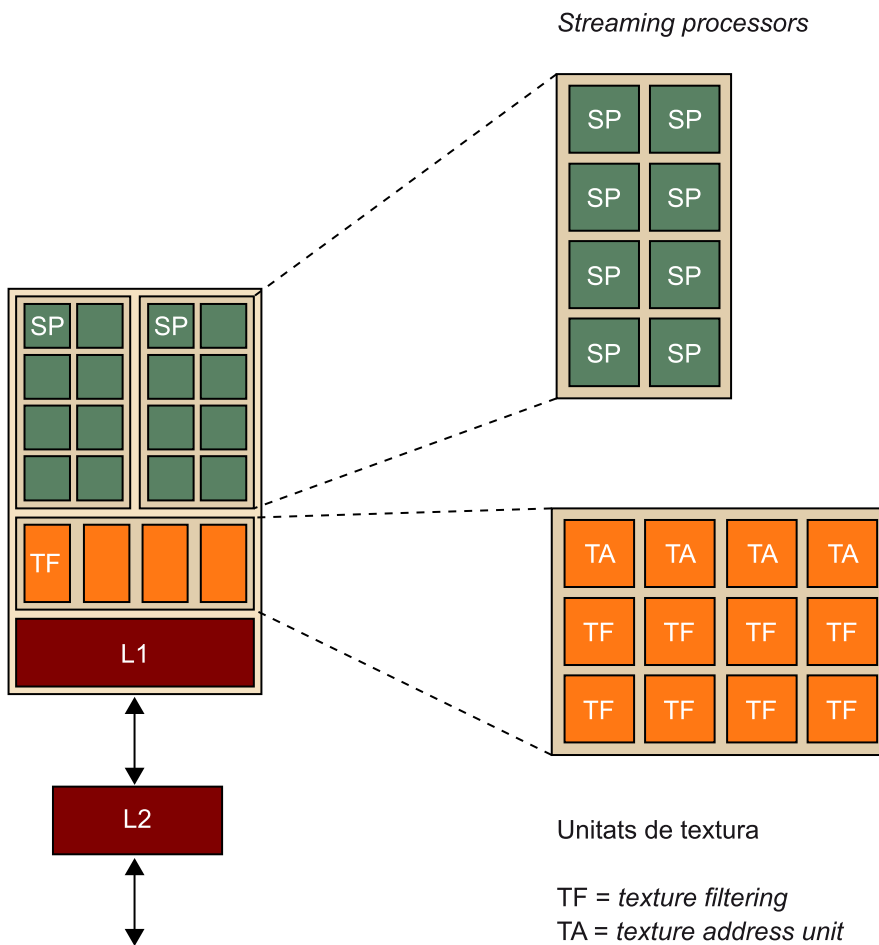 Streaming processors
SP SP
SP SP
SP SP
SP SP
SP SP
TF
L1
L2
TA TA TA TA
TF TF TF TF
TF TF TF TF
Unitats de textura
TF = texture filtering
TA = texture address unit